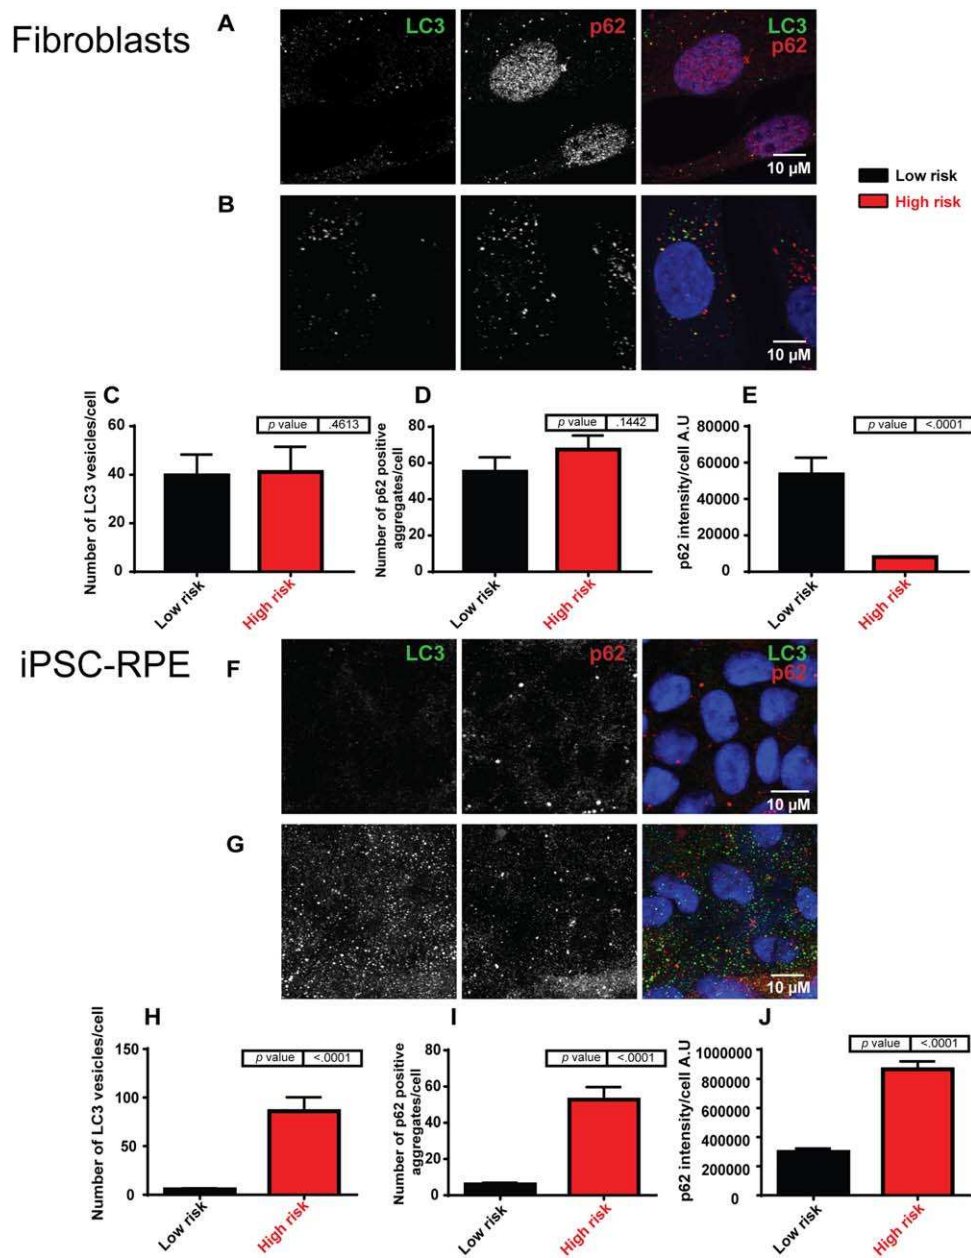 Fibroblasts
A
LC3
p62
LC3
p62
10 µM
Low risk
High risk
B
10 µM
C
Number of LC3 vesicles/cell
p value .4613
60
40
20
0
Low risk
High risk
D
Number of p62 positive
aggregates/cell
p value .1442
80
60
40
20
0
Low risk
High risk
E
p62 intensity/cell A.U
p value <.0001
80000
60000
40000
20000
0
Low risk
High risk
iPSC-RPE
F
LC3
p62
LC3
p62
10 µM
G
10 µM
H
Number of LC3 vesicles/cell
p value <.0001
150
100
50
0
Low risk
High risk
I
Number of p62 positive
aggregates/cell
p value <.0001
80
60
40
20
0
Low risk
High risk
J
p62 intensity/cell A.U
p value <.0001
1000000
800000
600000
400000
200000
0
Low risk
High risk